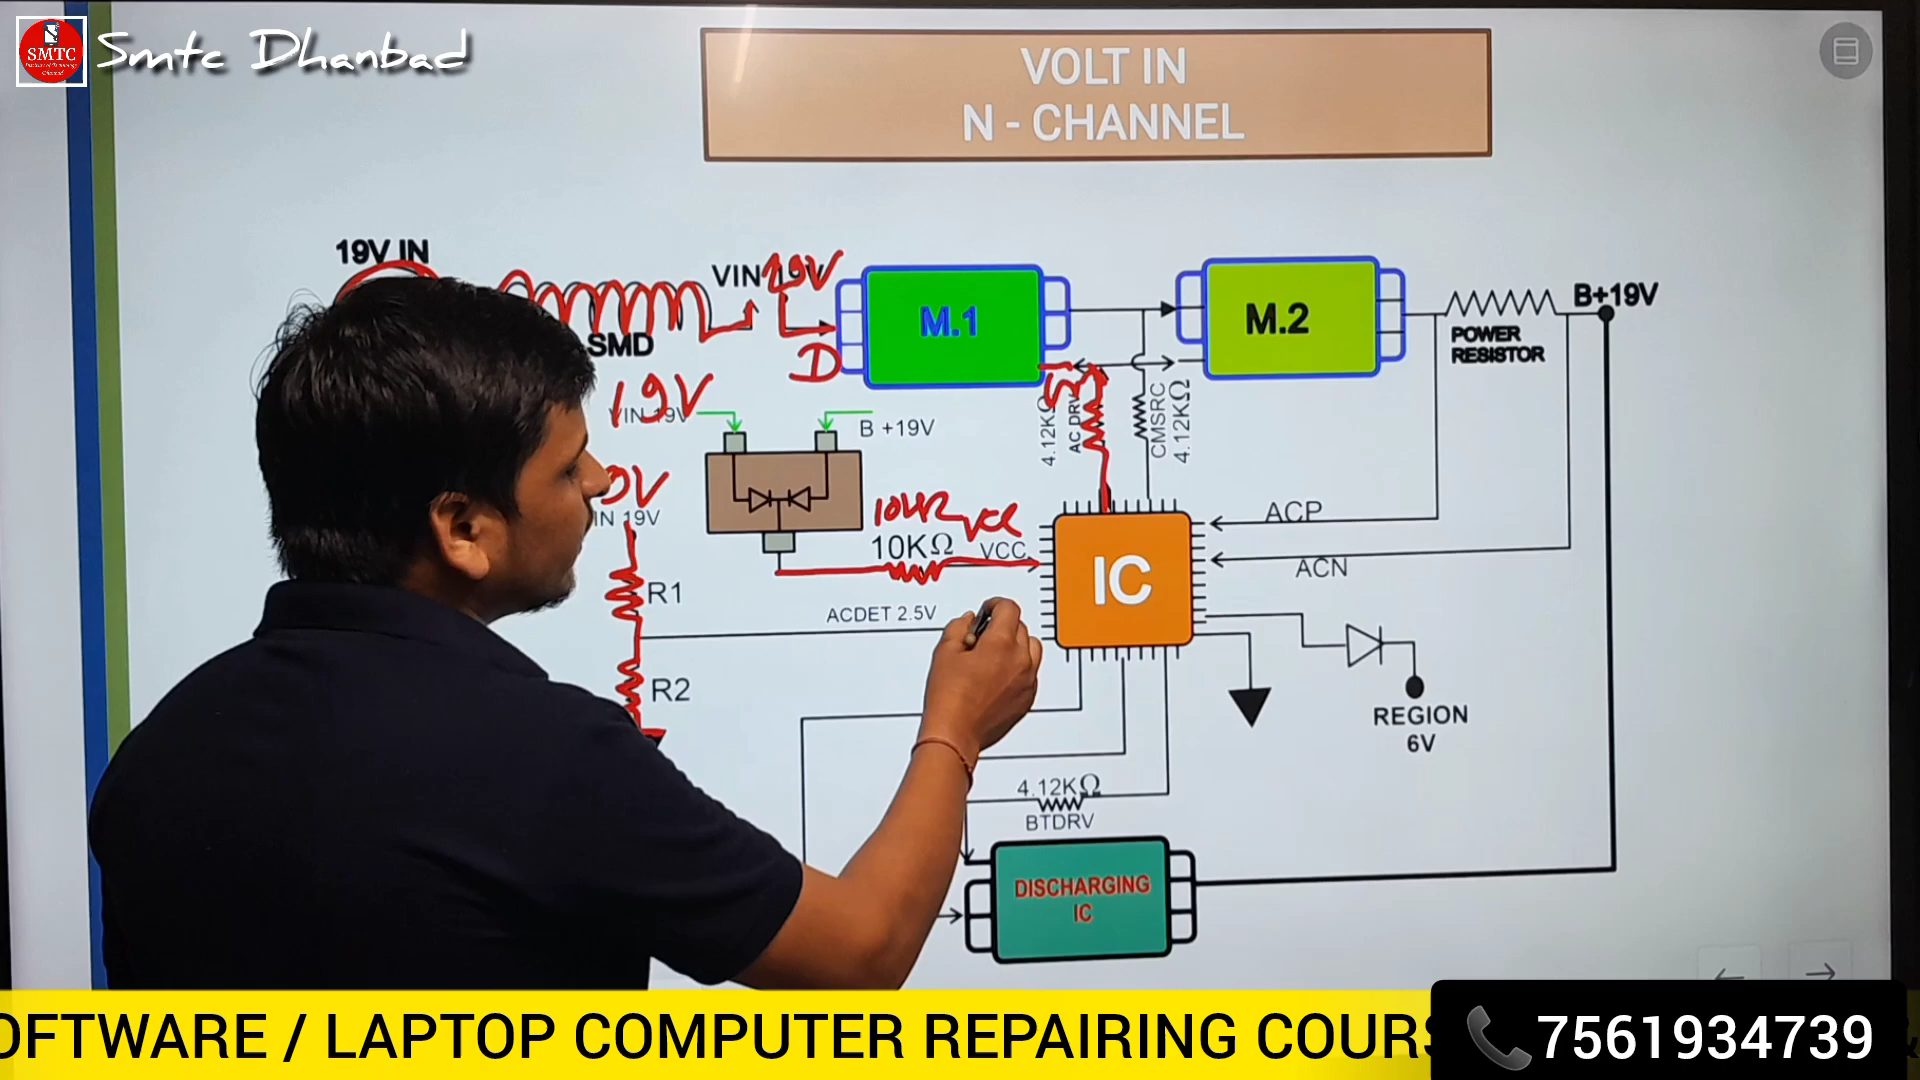 SMTC
Smtc Dhanbad
VOLT IN
N - CHANNEL
19V IN
VIN 19V
B+19V
M.1
M.2
POWER
RESISTOR
SMD
D
19V
VIN 19V
B +19V
4.12KΩ
AC DRV
CMSRC
4.12KΩ
IN 19V
10KR
VCC
10KΩ
VCC
IC
ACP
ACN
R1
ACDET 2.5V
R2
REGION
6V
4.12KΩ
BTDRV
DISCHARGING
IC
OFTWARE / LAPTOP COMPUTER REPAIRING COURS
7561934739